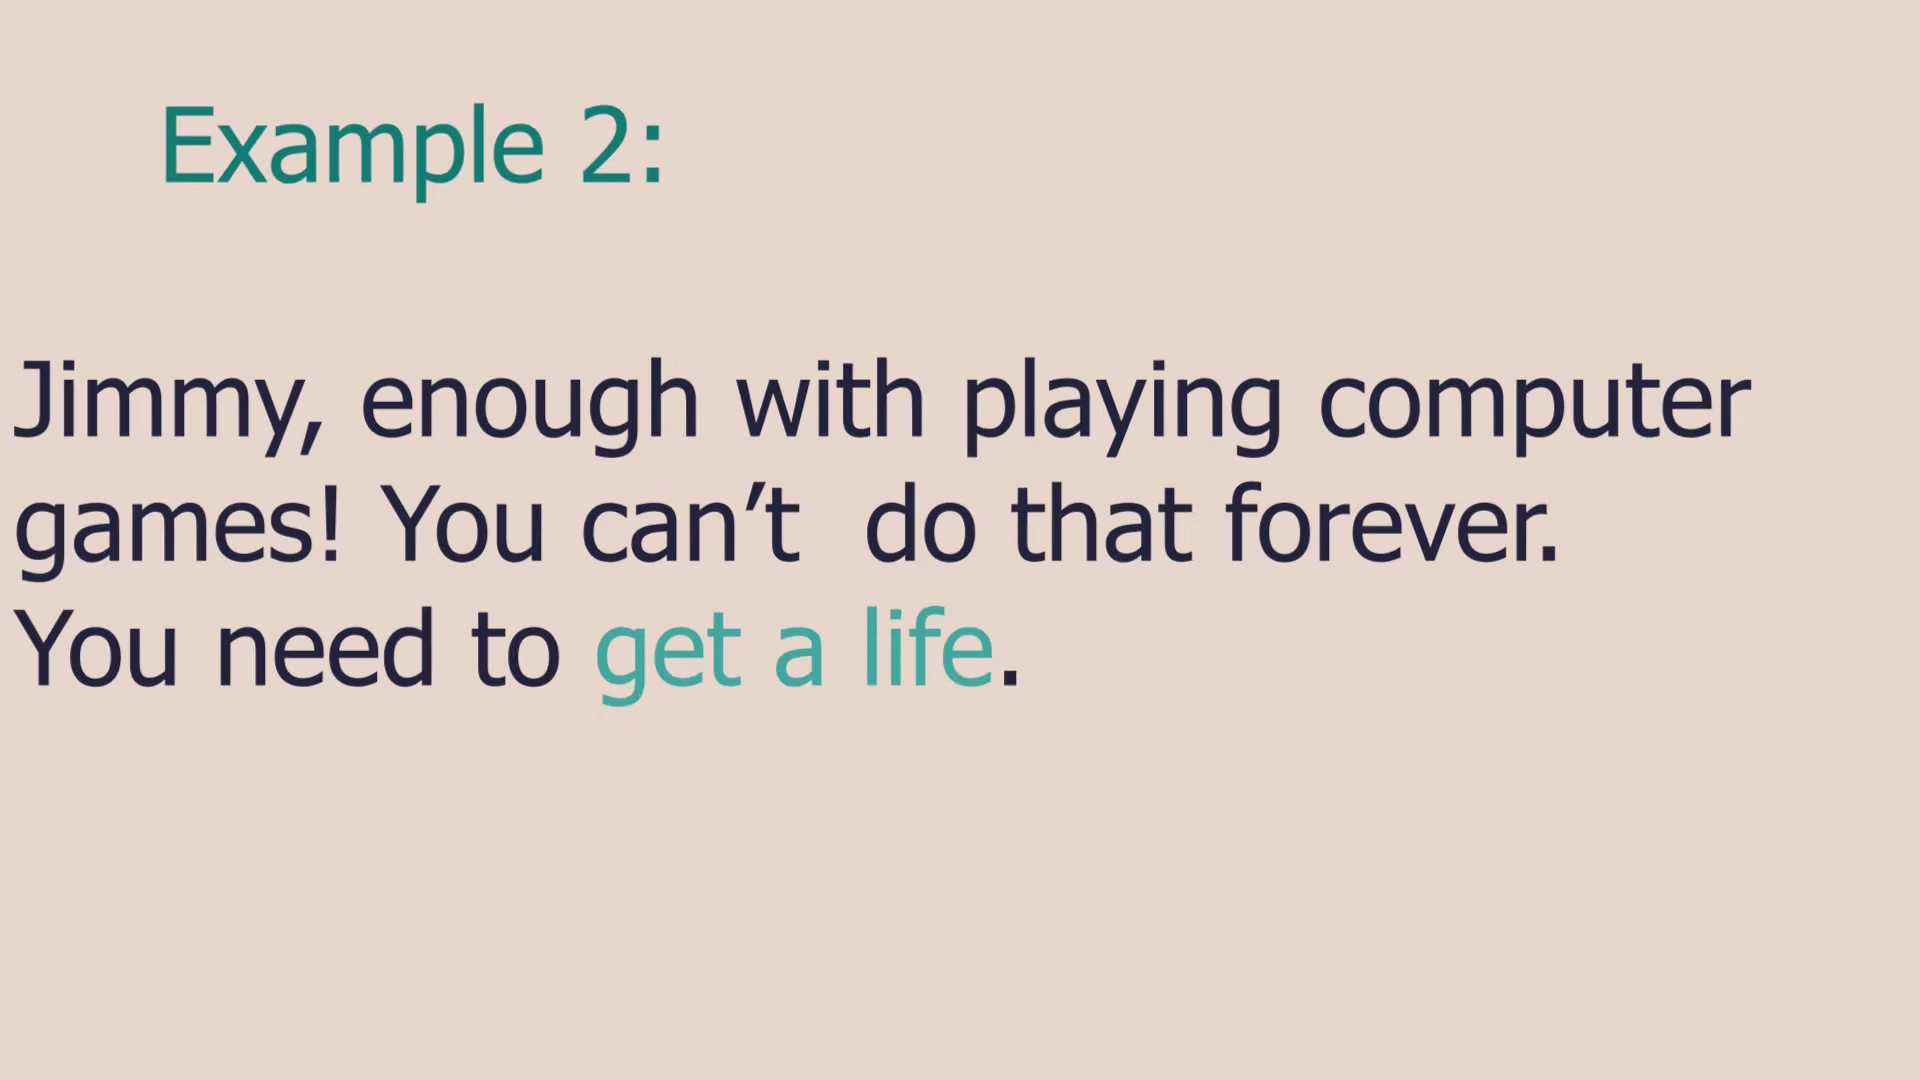 Example 2:
Jimmy, enough with playing computer
games! You can’t  do that forever.
You need to get a life.